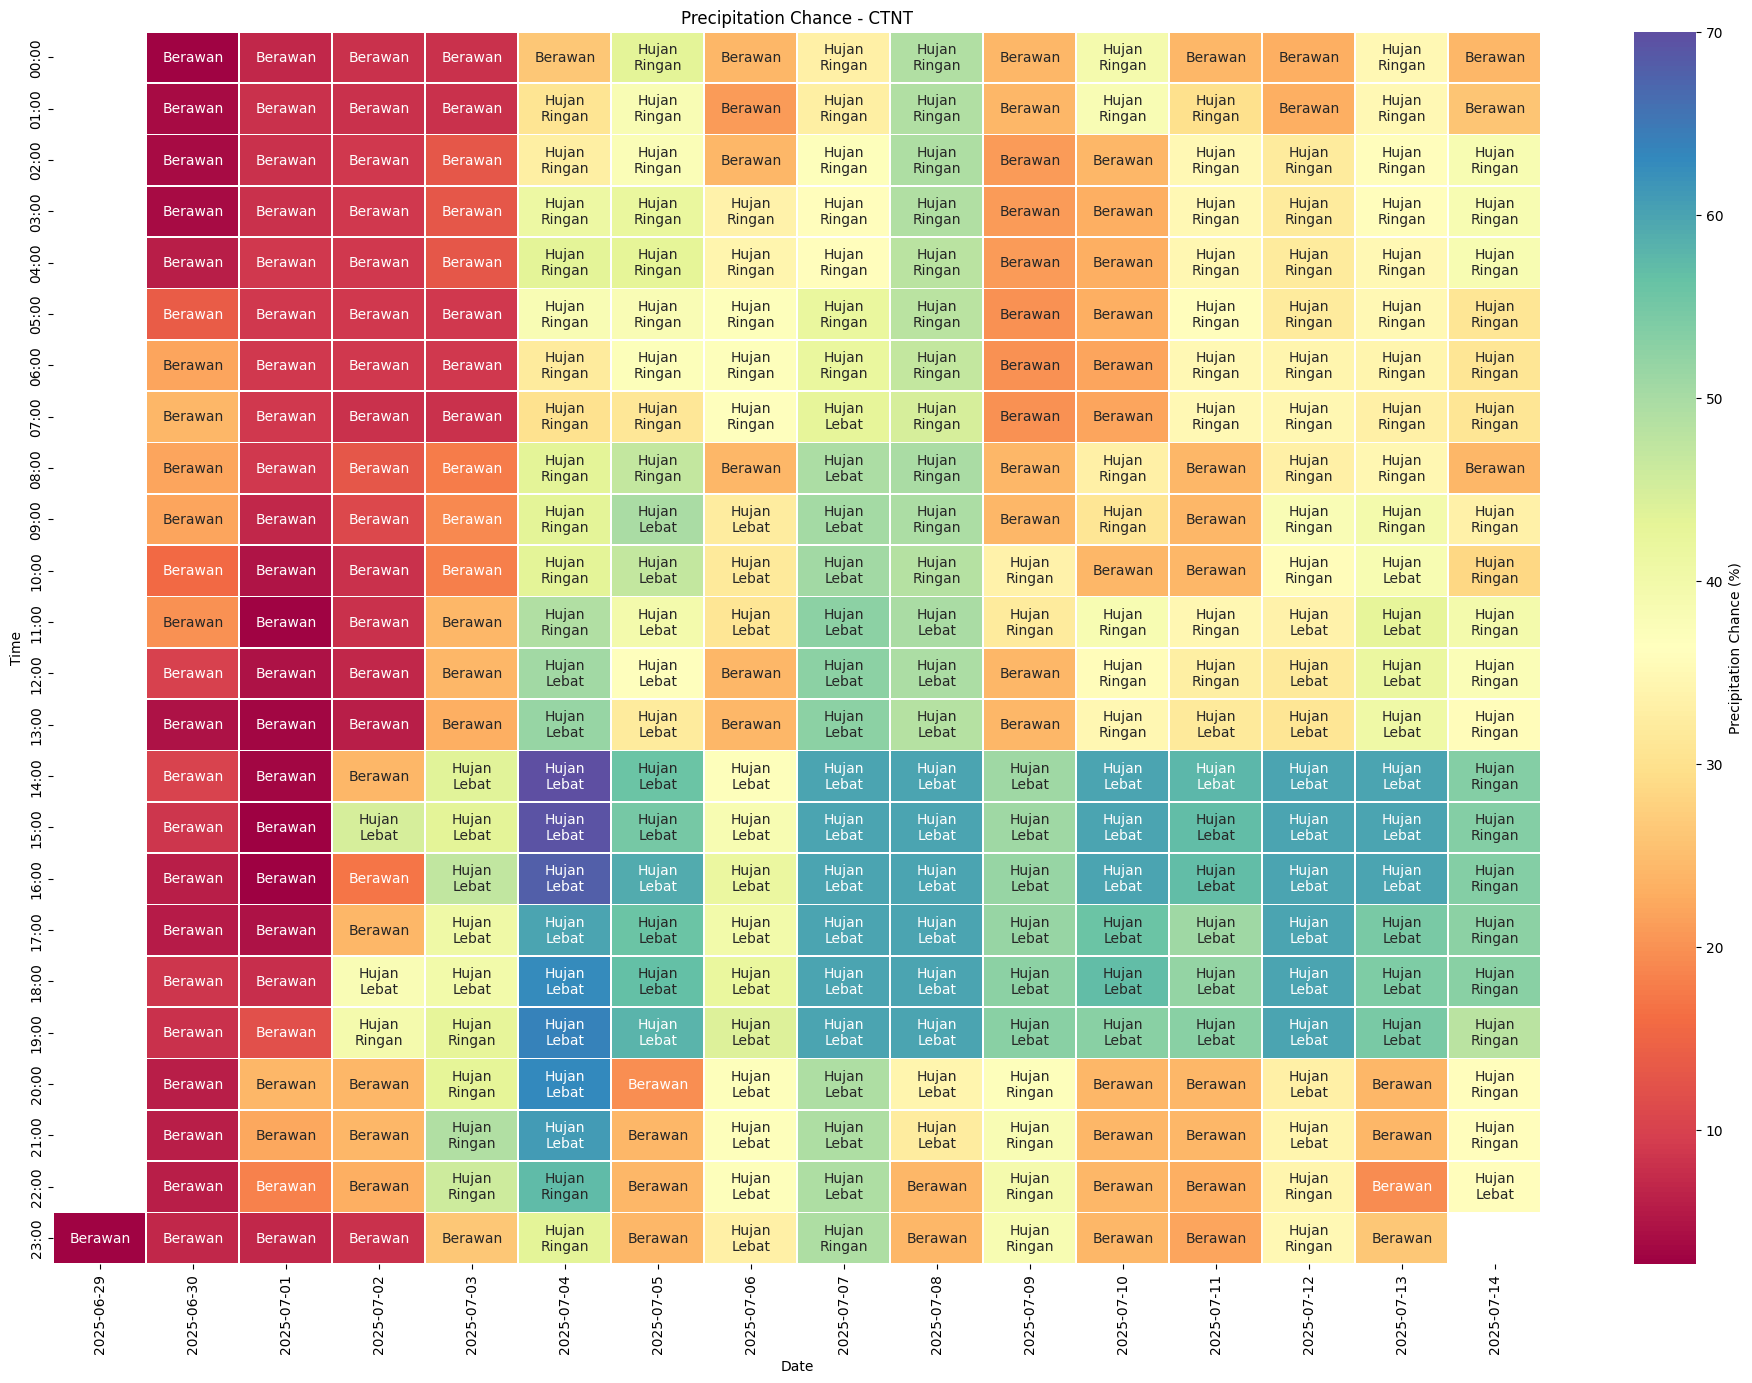 Precipitation Chance - CTNT
00:00 Berawan Berawan Berawan Berawan Berawan Hujan Ringan Berawan Hujan Ringan Hujan Ringan Berawan Hujan Ringan Berawan Berawan Hujan Ringan Berawan
01:00 Berawan Berawan Berawan Berawan Hujan Ringan Hujan Ringan Berawan Hujan Ringan Hujan Ringan Berawan Hujan Ringan Hujan Ringan Berawan Hujan Ringan Berawan
02:00 Berawan Berawan Berawan Berawan Hujan Ringan Hujan Ringan Berawan Hujan Ringan Hujan Ringan Berawan Berawan Hujan Ringan Hujan Ringan Hujan Ringan Hujan Ringan
03:00 Berawan Berawan Berawan Berawan Hujan Ringan Hujan Ringan Hujan Ringan Hujan Ringan Hujan Ringan Berawan Berawan Hujan Ringan Hujan Ringan Hujan Ringan Hujan Ringan
04:00 Berawan Berawan Berawan Berawan Hujan Ringan Hujan Ringan Hujan Ringan Hujan Ringan Hujan Ringan Berawan Berawan Hujan Ringan Hujan Ringan Hujan Ringan Hujan Ringan
05:00 Berawan Berawan Berawan Berawan Hujan Ringan Hujan Ringan Hujan Ringan Hujan Ringan Hujan Ringan Berawan Berawan Hujan Ringan Hujan Ringan Hujan Ringan Hujan Ringan
06:00 Berawan Berawan Berawan Berawan Hujan Ringan Hujan Ringan Hujan Ringan Hujan Ringan Hujan Ringan Berawan Berawan Hujan Ringan Hujan Ringan Hujan Ringan Hujan Ringan
07:00 Berawan Berawan Berawan Berawan Hujan Ringan Hujan Ringan Hujan Ringan Hujan Lebat Hujan Ringan Berawan Berawan Hujan Ringan Hujan Ringan Hujan Ringan Hujan Ringan
08:00 Berawan Berawan Berawan Berawan Hujan Ringan Hujan Ringan Berawan Hujan Lebat Hujan Ringan Berawan Hujan Ringan Berawan Hujan Ringan Hujan Ringan Berawan
09:00 Berawan Berawan Berawan Berawan Hujan Ringan Hujan Lebat Hujan Lebat Hujan Lebat Hujan Ringan Berawan Hujan Ringan Berawan Hujan Ringan Hujan Ringan Hujan Ringan
10:00 Berawan Berawan Berawan Berawan Hujan Ringan Hujan Lebat Hujan Lebat Hujan Lebat Hujan Ringan Hujan Ringan Berawan Berawan Hujan Ringan Hujan Lebat Hujan Ringan
11:00 Berawan Berawan Berawan Berawan Hujan Ringan Hujan Lebat Hujan Lebat Hujan Lebat Hujan Lebat Hujan Ringan Hujan Ringan Hujan Ringan Hujan Lebat Hujan Lebat Hujan Ringan
12:00 Berawan Berawan Berawan Berawan Hujan Lebat Hujan Lebat Berawan Hujan Lebat Hujan Lebat Berawan Hujan Ringan Hujan Ringan Hujan Lebat Hujan Lebat Hujan Ringan
13:00 Berawan Berawan Berawan Berawan Hujan Lebat Hujan Lebat Berawan Hujan Lebat Hujan Lebat Berawan Hujan Ringan Hujan Lebat Hujan Lebat Hujan Lebat Hujan Ringan
14:00 Berawan Berawan Berawan Hujan Lebat Hujan Lebat Hujan Lebat Hujan Lebat Hujan Lebat Hujan Lebat Hujan Lebat Hujan Lebat Hujan Lebat Hujan Lebat Hujan Lebat Hujan Ringan
15:00 Berawan Berawan Hujan Lebat Hujan Lebat Hujan Lebat Hujan Lebat Hujan Lebat Hujan Lebat Hujan Lebat Hujan Lebat Hujan Lebat Hujan Lebat Hujan Lebat Hujan Lebat Hujan Ringan
16:00 Berawan Berawan Berawan Hujan Lebat Hujan Lebat Hujan Lebat Hujan Lebat Hujan Lebat Hujan Lebat Hujan Lebat Hujan Lebat Hujan Lebat Hujan Lebat Hujan Lebat Hujan Ringan
17:00 Berawan Berawan Berawan Hujan Lebat Hujan Lebat Hujan Lebat Hujan Lebat Hujan Lebat Hujan Lebat Hujan Lebat Hujan Lebat Hujan Lebat Hujan Lebat Hujan Lebat Hujan Ringan
18:00 Berawan Berawan Hujan Lebat Hujan Lebat Hujan Lebat Hujan Lebat Hujan Lebat Hujan Lebat Hujan Lebat Hujan Lebat Hujan Lebat Hujan Lebat Hujan Lebat Hujan Lebat Hujan Ringan
19:00 Berawan Berawan Hujan Ringan Hujan Ringan Hujan Lebat Hujan Lebat Hujan Lebat Hujan Lebat Hujan Lebat Hujan Lebat Hujan Lebat Hujan Lebat Hujan Lebat Hujan Lebat Hujan Ringan
20:00 Berawan Berawan Berawan Hujan Ringan Hujan Lebat Berawan Hujan Lebat Hujan Lebat Hujan Lebat Hujan Ringan Berawan Berawan Hujan Lebat Berawan Hujan Ringan
21:00 Berawan Berawan Berawan Hujan Ringan Hujan Lebat Berawan Hujan Lebat Hujan Lebat Hujan Lebat Hujan Ringan Berawan Berawan Hujan Lebat Berawan Hujan Ringan
22:00 Berawan Berawan Berawan Hujan Ringan Hujan Ringan Berawan Hujan Lebat Hujan Lebat Berawan Hujan Ringan Berawan Berawan Hujan Ringan Berawan Hujan Lebat
23:00 Berawan Berawan Berawan Berawan Berawan Hujan Ringan Berawan Hujan Lebat Hujan Ringan Berawan Hujan Ringan Berawan Berawan Hujan Ringan Berawan
2025-06-29 2025-06-30 2025-07-01 2025-07-02 2025-07-03 2025-07-04 2025-07-05 2025-07-06 2025-07-07 2025-07-08 2025-07-09 2025-07-10 2025-07-11 2025-07-12 2025-07-13 2025-07-14
Date
Time
70
60
50
40
30
20
10
Precipitation Chance (%)